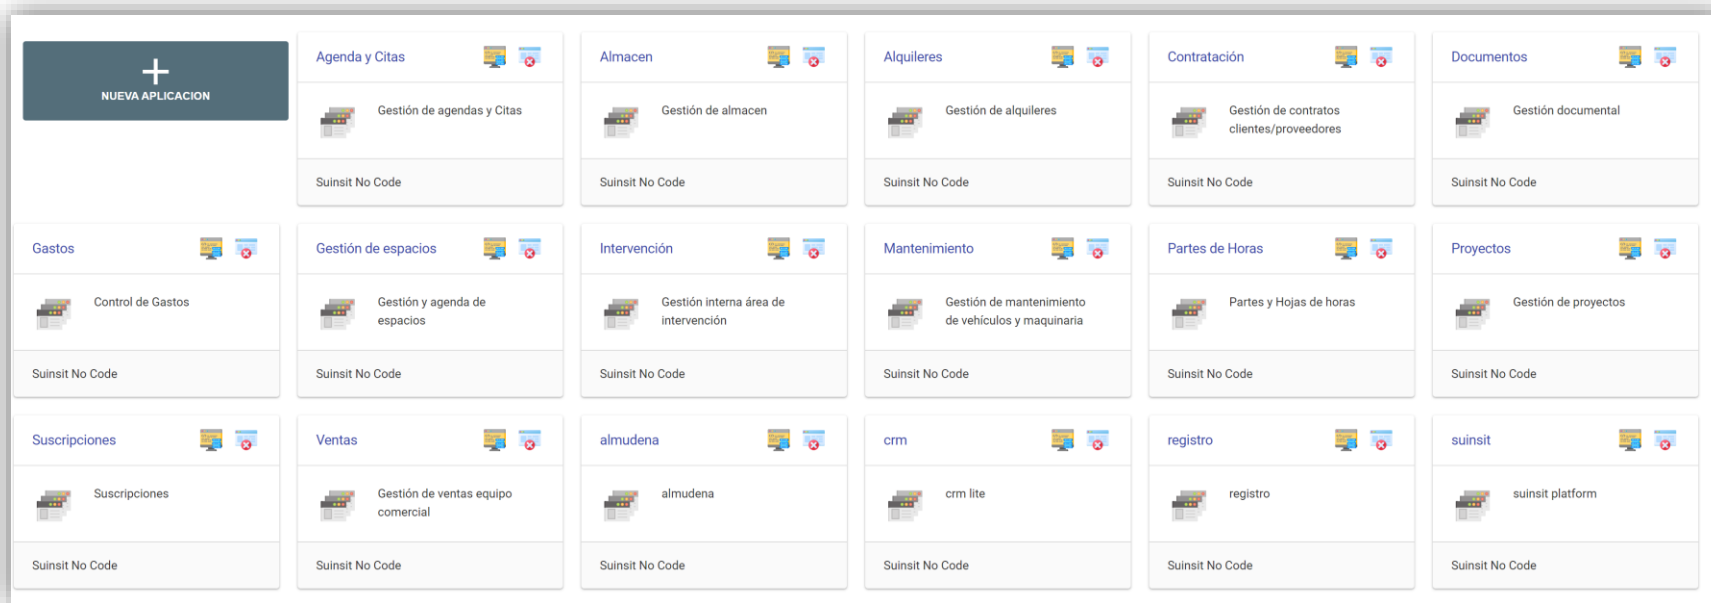 NUEVA APLICACION
Agenda y Citas
Gestión de agendas y Citas
Suinsit No Code
Almacen
Gestión de almacen
Suinsit No Code
Alquileres
Gestión de alquileres
Suinsit No Code
Contratación
Gestión de contratos
clientes/proveedores
Suinsit No Code
Documentos
Gestión documental
Suinsit No Code
Gastos
Control de Gastos
Suinsit No Code
Gestión de espacios
Gestión y agenda de
espacios
Suinsit No Code
Intervención
Gestión interna área de
intervención
Suinsit No Code
Mantenimiento
Gestión de mantenimiento
de vehículos y maquinaria
Suinsit No Code
Partes de Horas
Partes y Hojas de horas
Suinsit No Code
Proyectos
Gestión de proyectos
Suinsit No Code
Suscripciones
Suscripciones
Suinsit No Code
Ventas
Gestión de ventas equipo
comercial
Suinsit No Code
almudena
almudena
Suinsit No Code
crm
crm lite
Suinsit No Code
registro
registro
Suinsit No Code
suinsit
suinsit platform
Suinsit No Code